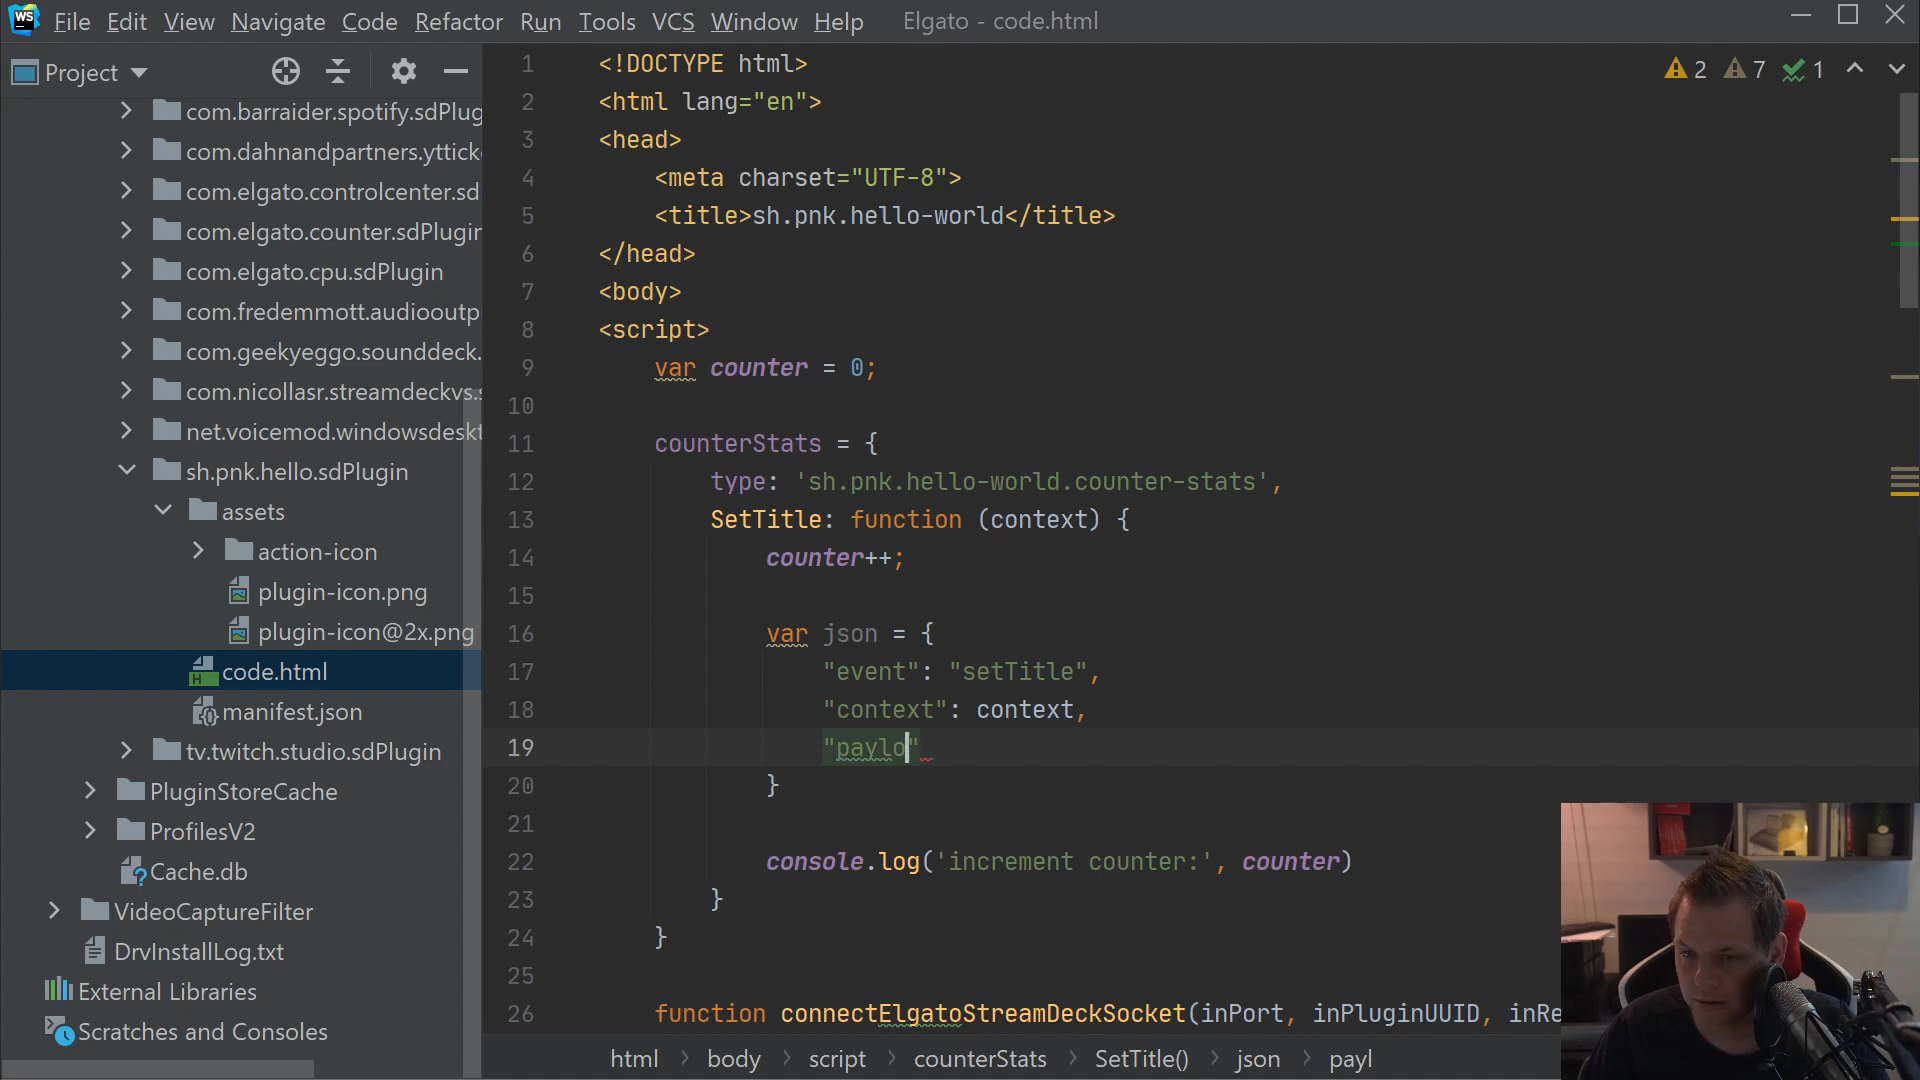 WS File Edit View Navigate Code Refactor Run Tools VCS Window Help Elgato - code.html
Project
com.barraider.spotify.sdPlug
com.dahnandpartners.yttick
com.elgato.controlcenter.sd
com.elgato.counter.sdPlugin
com.elgato.cpu.sdPlugin
com.fredemmott.audiooutp
com.geekyeggo.sounddeck.
com.nicollasr.streamdeckvs.s
net.voicemod.windowsdeskt
sh.pnk.hello.sdPlugin
assets
action-icon
plugin-icon.png
plugin-icon@2x.png
code.html
manifest.json
tv.twitch.studio.sdPlugin
PluginStoreCache
ProfilesV2
Cache.db
VideoCaptureFilter
DrvInstallLog.txt
External Libraries
Scratches and Consoles
2 7 1
1 <!DOCTYPE html>
2 <html lang="en">
3 <head>
4 <meta charset="UTF-8">
5 <title>sh.pnk.hello-world</title>
6 </head>
7 <body>
8 <script>
9 var counter = 0;
10
11 counterStats = {
12 type: 'sh.pnk.hello-world.counter-stats',
13 SetTitle: function (context) {
14 counter++;
15
16 var json = {
17 "event": "setTitle",
18 "context": context,
19 "paylo"
20 }
21
22 console.log('increment counter:', counter)
23 }
24 }
25
26 function connectElgatoStreamDeckSocket(inPort, inPluginUUID, inRe
html body script counterStats SetTitle() json payl